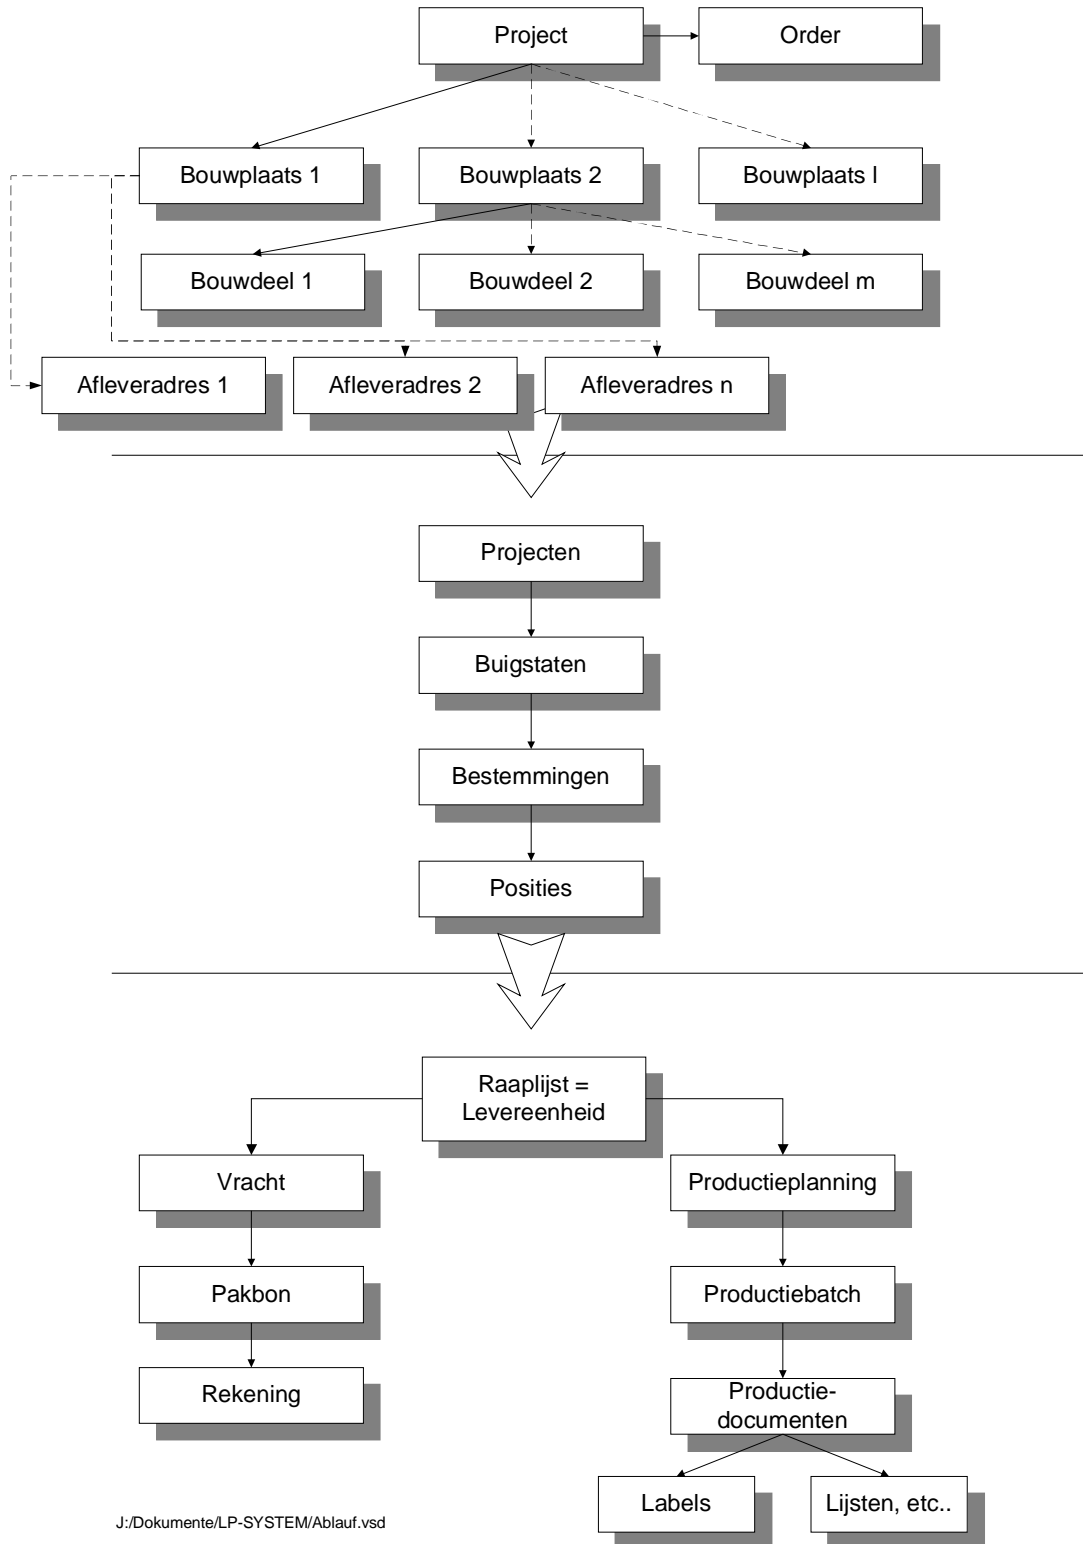 Project
Order
Bouwplaats 1
Bouwplaats 2
Bouwplaats l
Bouwdeel 1
Bouwdeel 2
Bouwdeel m
Afleveradres 1
Afleveradres 2
Afleveradres n
Projecten
Buigstaten
Bestemmingen
Posities
Raaplijst =
Levereenheid
Vracht
Productieplanning
Pakbon
Productiebatch
Rekening
Productie-
documenten
Labels
Lijsten, etc..
J:/Dokumente/LP-SYSTEM/Ablauf.vsd